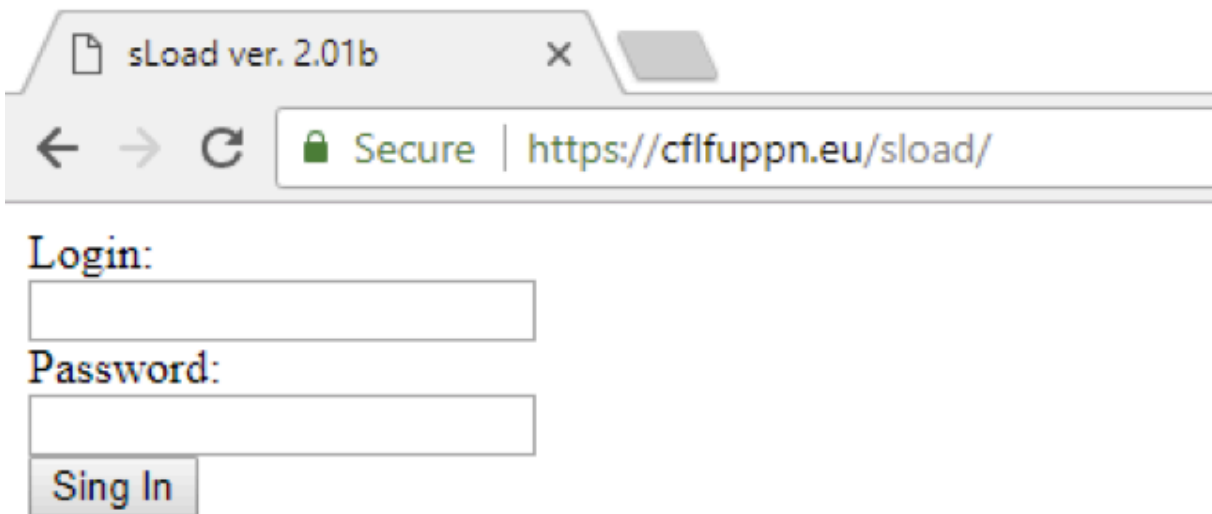 sLoad ver. 2.01b
Secure https://cflfuppn.eu/sload/
Login:
Password:
Sing In